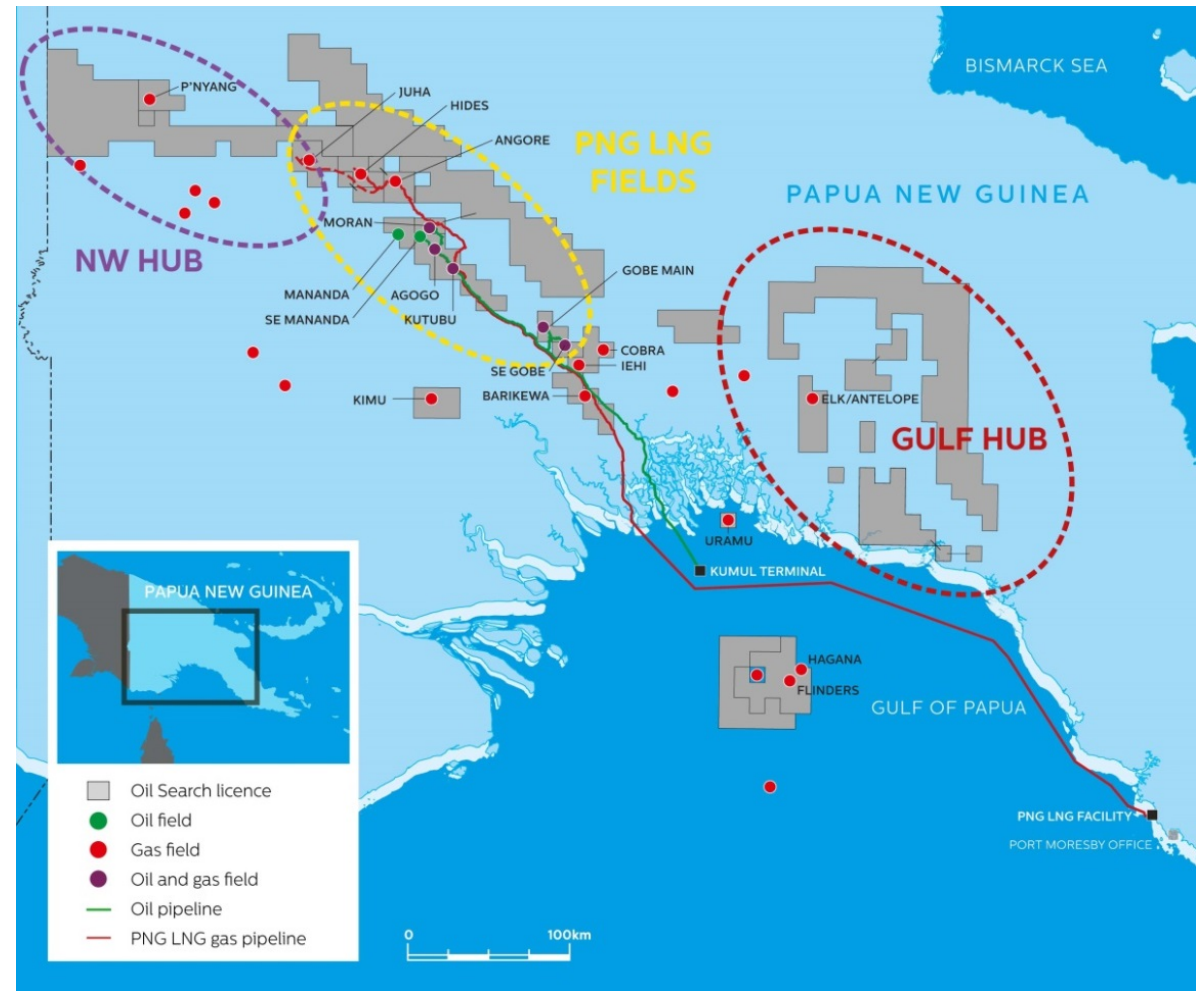 BISMARCK SEA
P'NYANG
JUHA
HIDES
ANGORE
PNG LNG
FIELDS
PAPUA NEW GUINEA
NW HUB
MORAN
MANANDA
SE MANANDA
AGOGO
KUTUBU
GOBE MAIN
COBRA
IEHI
SE GOBE
BARIKEWA
KIMU
ELK/ANTELOPE
GULF HUB
URAMU
KUMUL TERMINAL
HAGANA
FLINDERS
GULF OF PAPUA
PNG LNG FACILITY
PORT MORESBY OFFICE
PAPUA NEW GUINEA
Oil Search licence
Oil field
Gas field
Oil and gas field
Oil pipeline
PNG LNG gas pipeline
0 100km